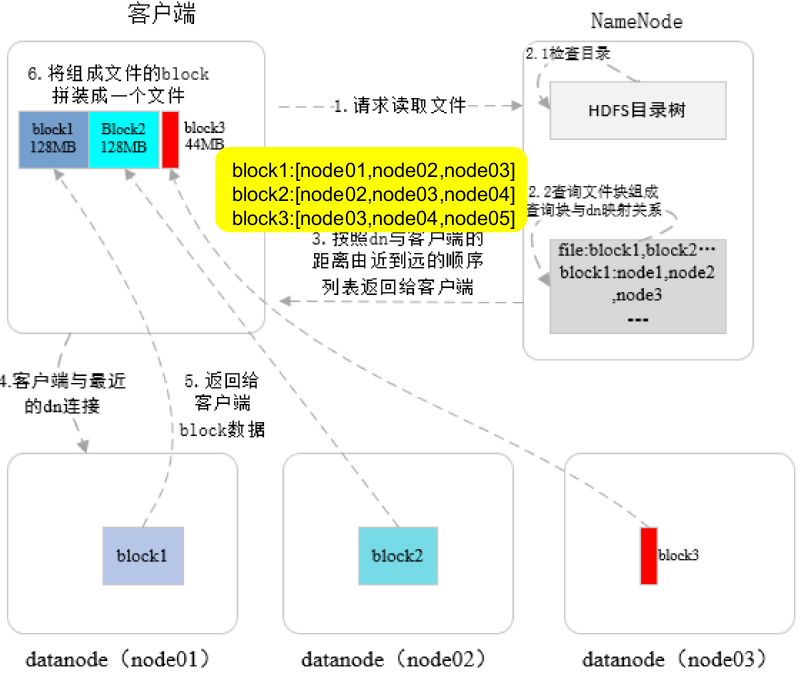 客户端
NameNode
6. 将组成文件的block
拼装成一个文件
block1
128MB
Block2
128MB
block3
44MB
1. 请求读取文件
2.1检查目录
HDFS目录树
block1:[node01,node02,node03]
block2:[node02,node03,node04]
block3:[node03,node04,node05]
2.2查询文件块组成
查询块与dn映射关系
file:block1,block2…
block1:node1,node2
,node3
---
3. 按照dn与客户端的
距离由近到远的顺序
列表返回给客户端
4.客户端与最近
的dn连接
5. 返回给
客户端
block数据
block1
block2
block3
datanode（node01）
datanode（node02）
datanode（node03）